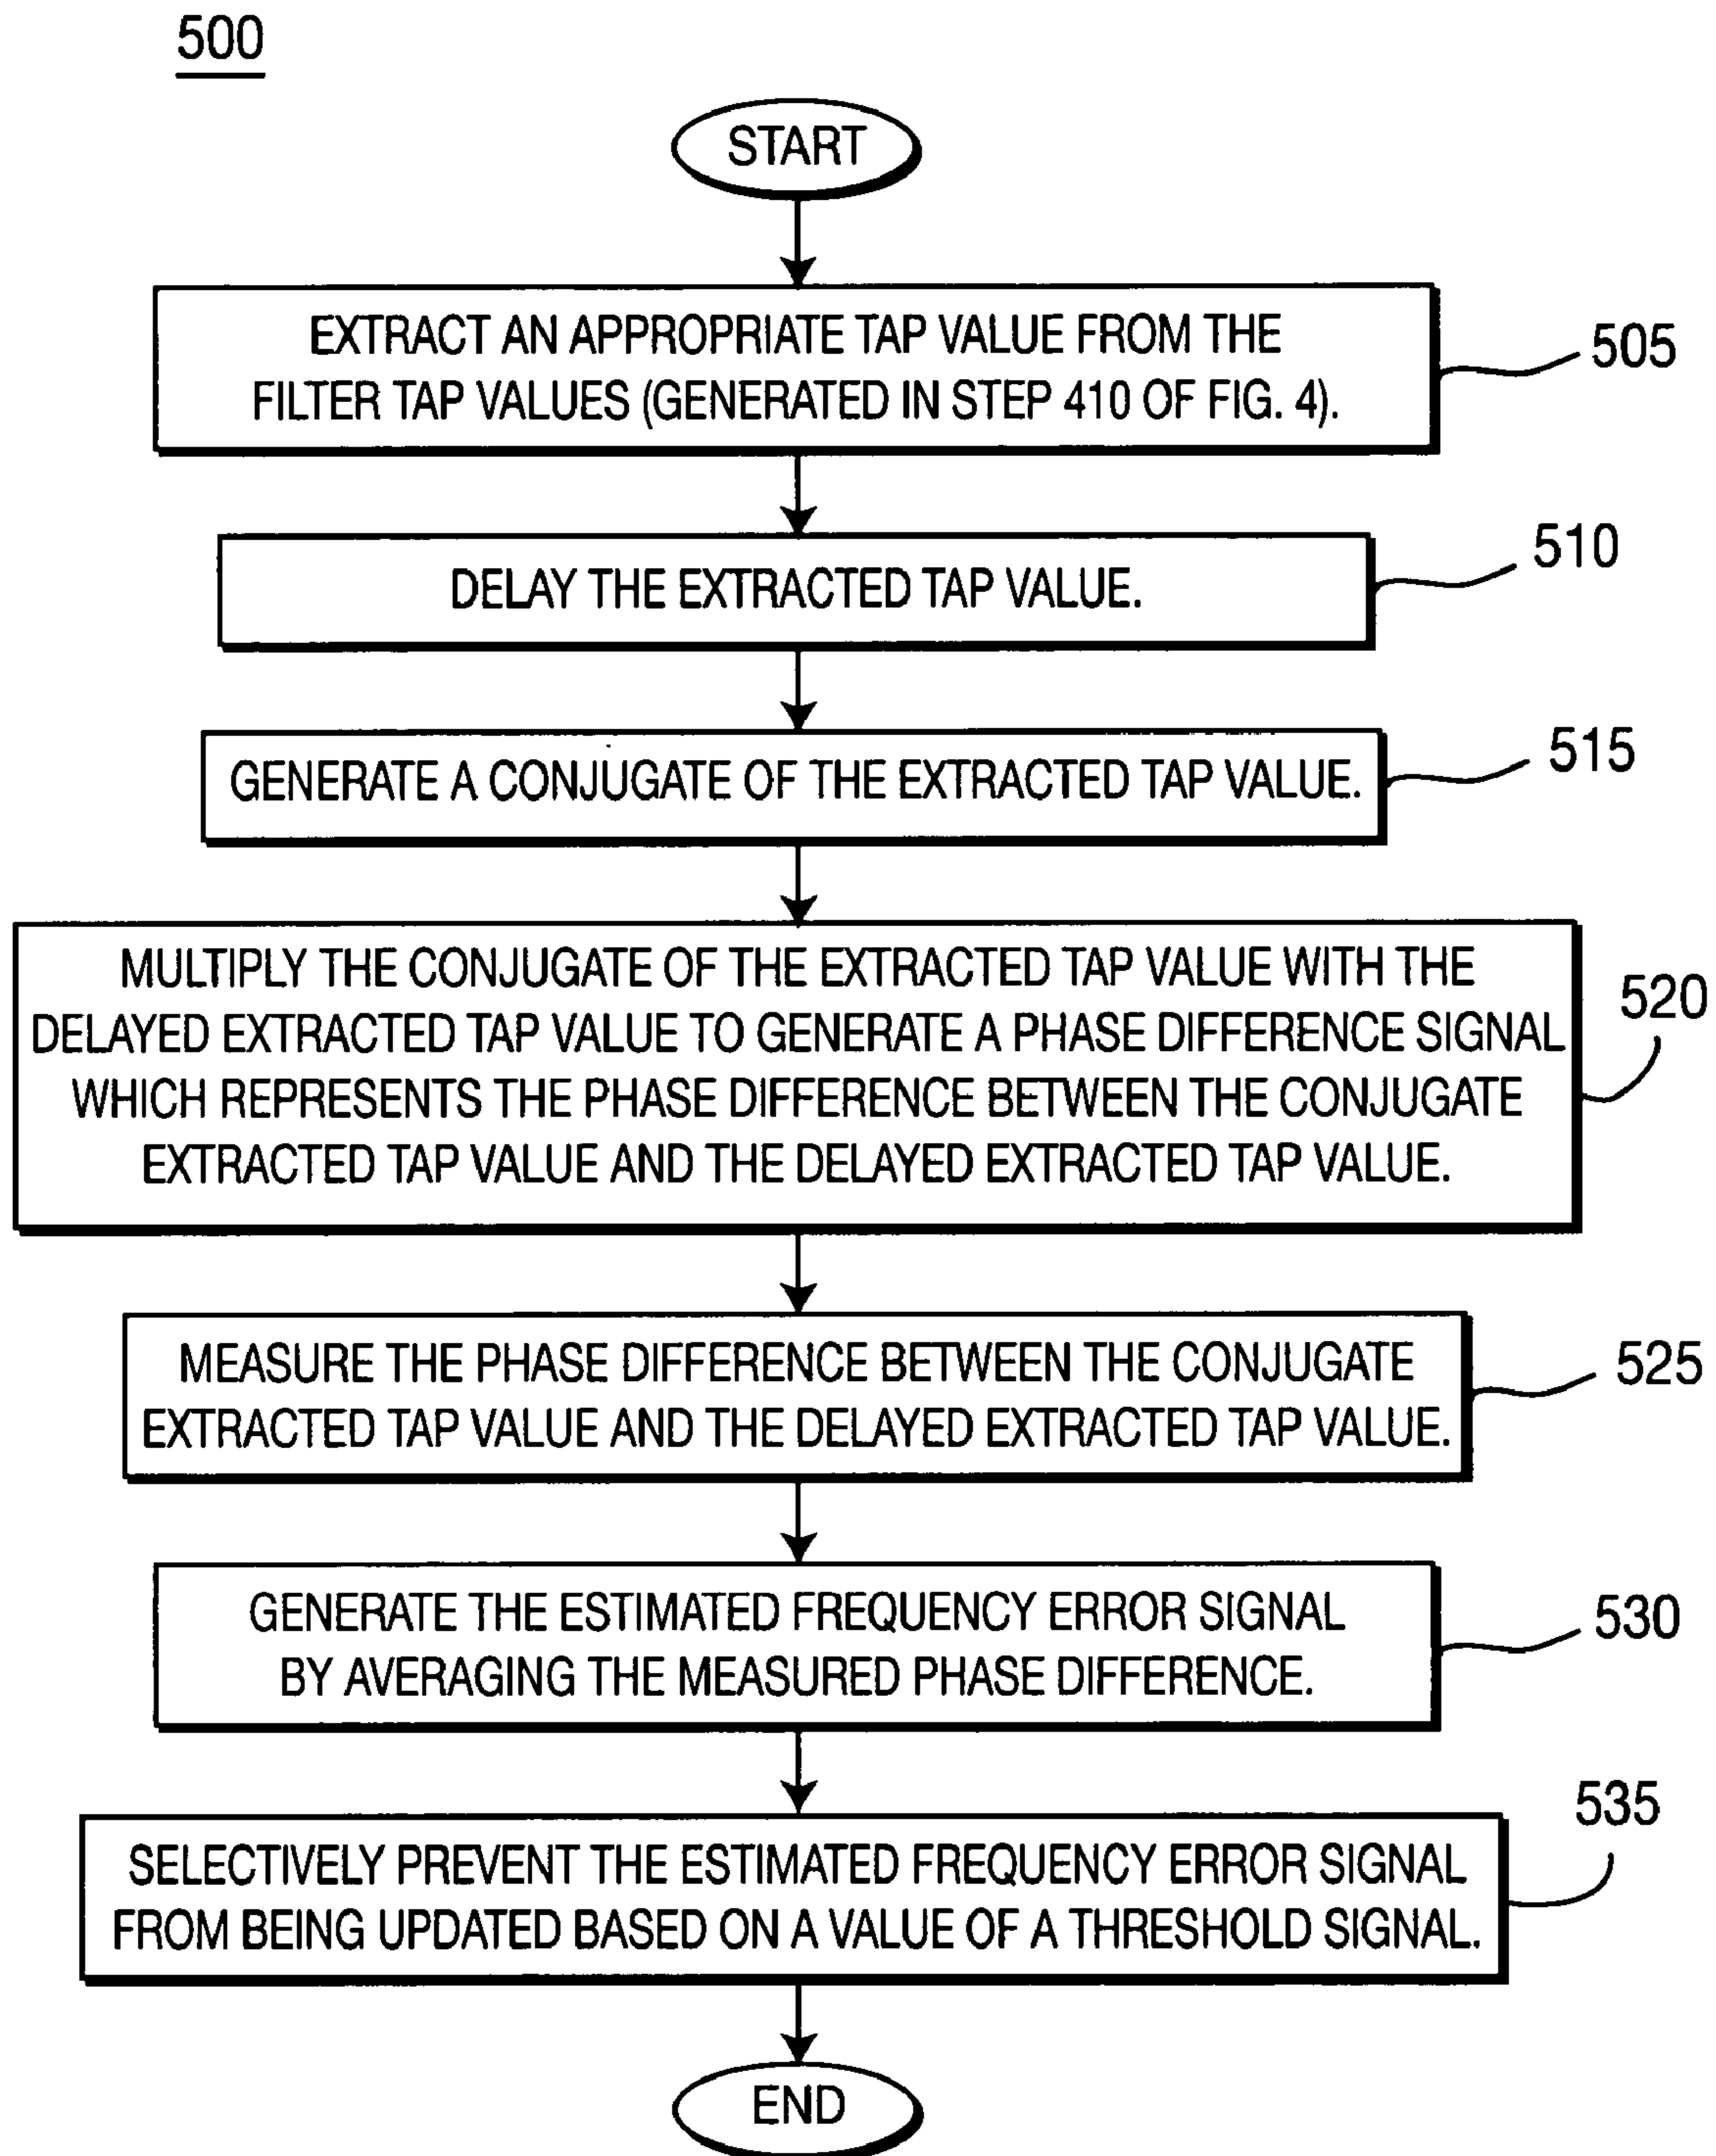 500
START
EXTRACT AN APPROPRIATE TAP VALUE FROM THE
FILTER TAP VALUES (GENERATED IN STEP 410 OF FIG. 4).
505
DELAY THE EXTRACTED TAP VALUE.
510
GENERATE A CONJUGATE OF THE EXTRACTED TAP VALUE.
515
MULTIPLY THE CONJUGATE OF THE EXTRACTED TAP VALUE WITH THE
DELAYED EXTRACTED TAP VALUE TO GENERATE A PHASE DIFFERENCE SIGNAL
WHICH REPRESENTS THE PHASE DIFFERENCE BETWEEN THE CONJUGATE
EXTRACTED TAP VALUE AND THE DELAYED EXTRACTED TAP VALUE.
520
MEASURE THE PHASE DIFFERENCE BETWEEN THE CONJUGATE
EXTRACTED TAP VALUE AND THE DELAYED EXTRACTED TAP VALUE.
525
GENERATE THE ESTIMATED FREQUENCY ERROR SIGNAL
BY AVERAGING THE MEASURED PHASE DIFFERENCE.
530
SELECTIVELY PREVENT THE ESTIMATED FREQUENCY ERROR SIGNAL
FROM BEING UPDATED BASED ON A VALUE OF A THRESHOLD SIGNAL.
535
END